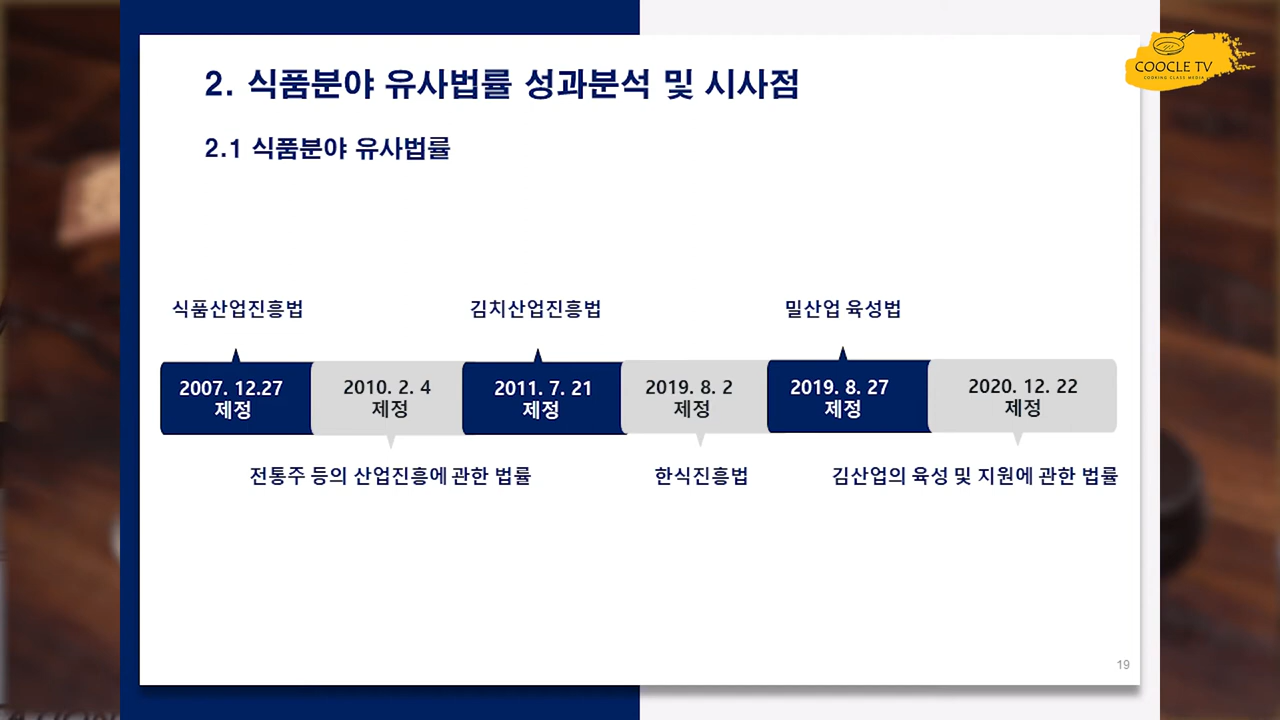 COOCLE TV
COOKING CLASS MEDIA
2. 식품분야 유사법률 성과분석 및 시사점
2.1 식품분야 유사법률
식품산업진흥법
김치산업진흥법
밀산업 육성법
2007. 12.27
제정
2010. 2. 4
제정
2011. 7. 21
제정
2019. 8. 2
제정
2019. 8. 27
제정
2020. 12. 22
제정
전통주 등의 산업진흥에 관한 법률
한식진흥법
김산업의 육성 및 지원에 관한 법률
19